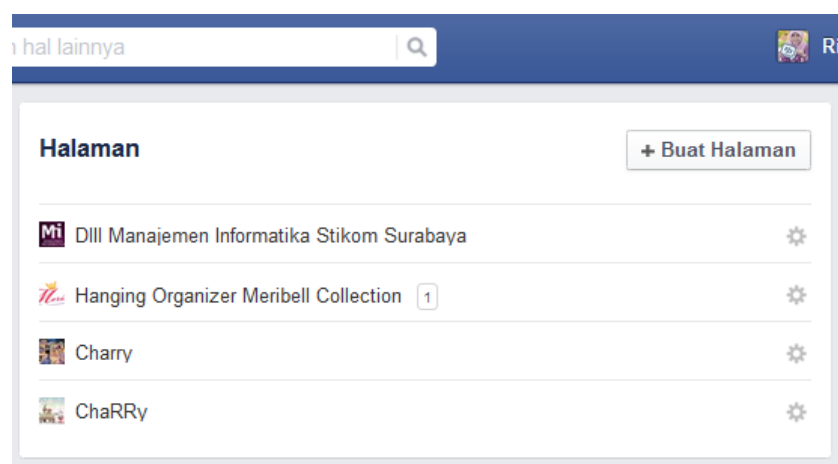 hal lainnya
Ri
Halaman
+ Buat Halaman
Mi DIII Manajemen Informatika Stikom Surabaya
Hanging Organizer Meribell Collection 1
Charry
ChaRRy